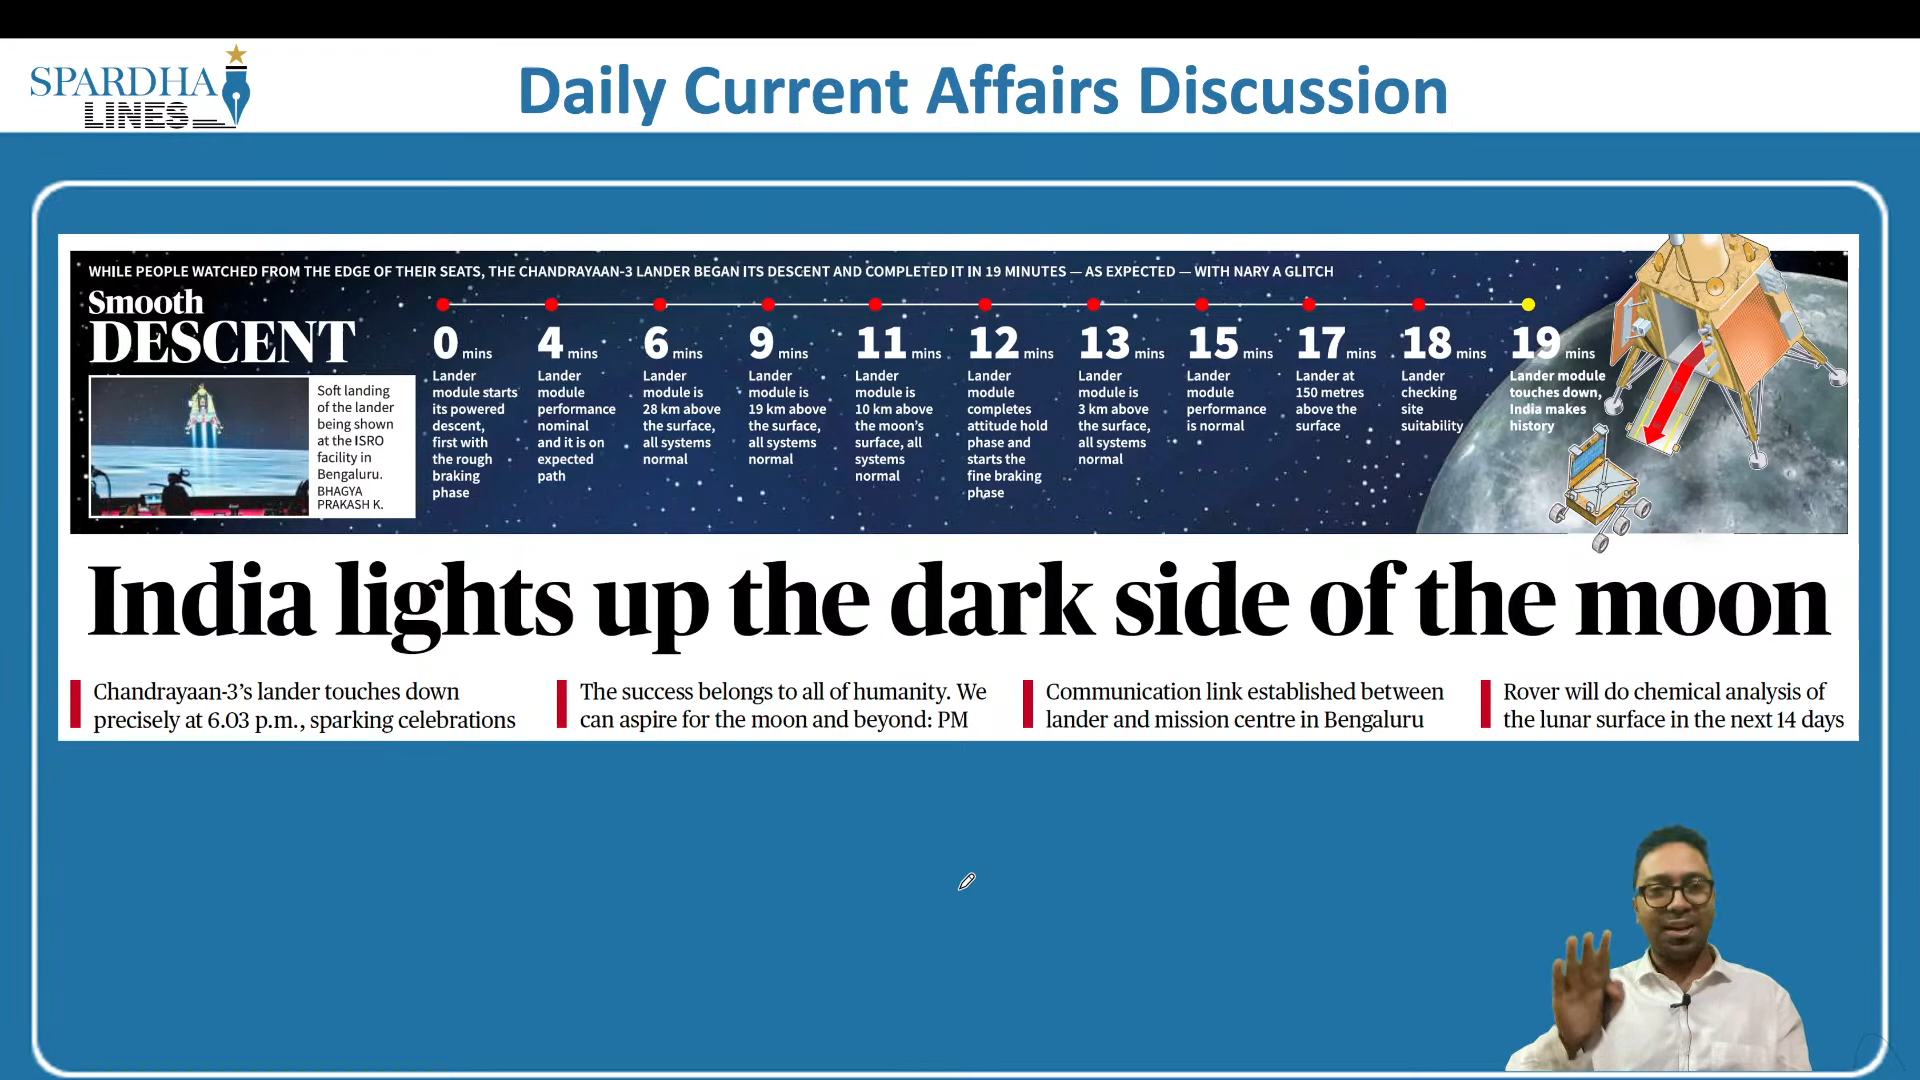 SPARDHA
LINES
Daily Current Affairs Discussion
WHILE PEOPLE WATCHED FROM THE EDGE OF THEIR SEATS, THE CHANDRAYAAN-3 LANDER BEGAN ITS DESCENT AND COMPLETED IT IN 19 MINUTES — AS EXPECTED — WITH NARY A GLITCH
Smooth
DESCENT
Soft landing
of the lander
being shown
at the ISRO
facility in
Bengaluru.
BHAGYA
PRAKASH K.
0 mins
Lander
module starts
its powered
descent,
first with
the rough
braking
phase
4 mins
Lander
module
performance
nominal
and it is on
expected
path
6 mins
Lander
module is
28 km above
the surface,
all systems
normal
9 mins
Lander
module is
19 km above
the surface,
all systems
normal
11 mins
Lander
module is
10 km above
the moon's
surface, all
systems
normal
12 mins
Lander
module
completes
attitude hold
phase and
starts the
fine braking
phase
13 mins
Lander
module is
3 km above
the surface,
all systems
normal
15 mins
Lander
module
performance
is normal
17 mins
Lander at
150 metres
above the
surface
18 mins
Lander
checking
site
suitability
19 mins
Lander module
touches down,
India makes
history
India lights up the dark side of the moon
Chandrayaan-3's lander touches down
precisely at 6.03 p.m., sparking celebrations
The success belongs to all of humanity. We
can aspire for the moon and beyond: PM
Communication link established between
lander and mission centre in Bengaluru
Rover will do chemical analysis of
the lunar surface in the next 14 days